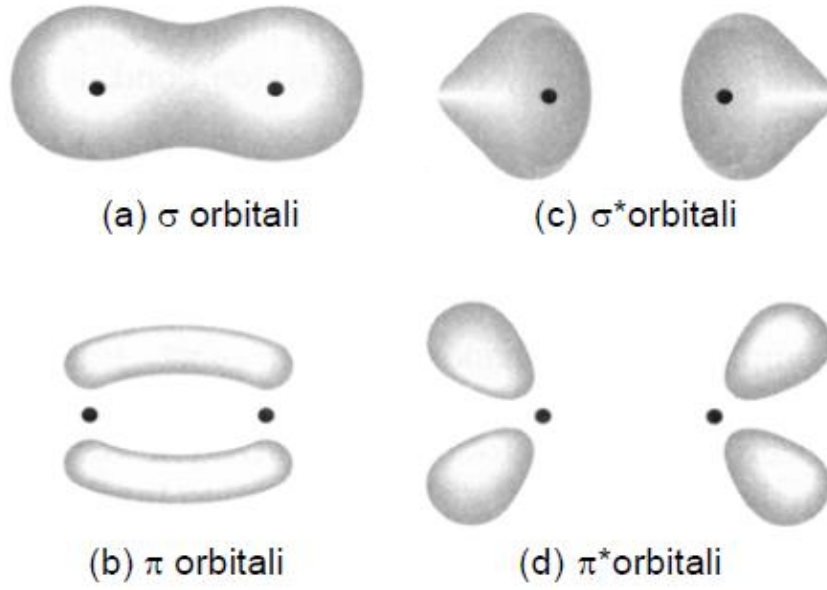 (a) σ orbitali
(c) σ*orbitali
(b) π orbitali
(d) π*orbitali